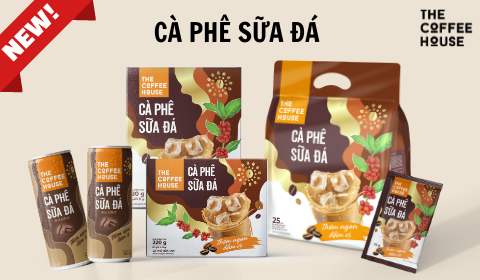 NEW!
CÀ PHÊ SỮA ĐÁ
THE
COFFEE
HOUSE
THE
COFFEE
HOUSE
CÀ PHÊ
SỮA ĐÁ
THE
COFFEE
HOUSE
CÀ PHÊ
SỮA ĐÁ
25
Thơm ngon
đậm vị
THE
COFFEE
HOUSE
CÀ PHÊ
SỮA ĐÁ
220 g
Thơm ngon
đậm vị
THE
COFFEE
HOUSE
CÀ PHÊ
SỮA ĐÁ
THE
COFFEE
HOUSE
CÀ PHÊ
SỮA ĐÁ
THE
COFFEE
HOUSE
CÀ PHÊ
SỮA ĐÁ